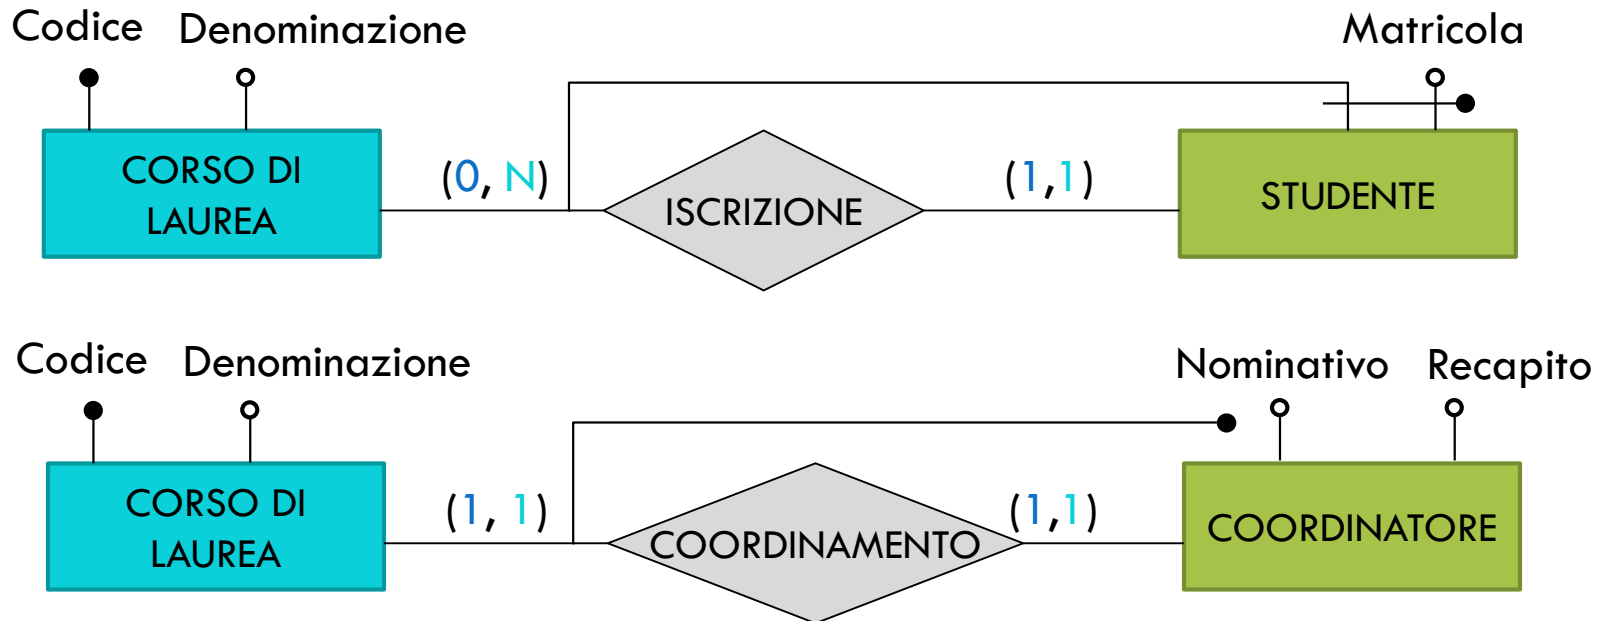 Codice Denominazione Matricola
CORSO DI
LAUREA
(0, N)
ISCRIZIONE
(1,1)
STUDENTE
Codice Denominazione Nominativo Recapito
CORSO DI
LAUREA
(1, 1)
COORDINAMENTO
(1,1)
COORDINATORE